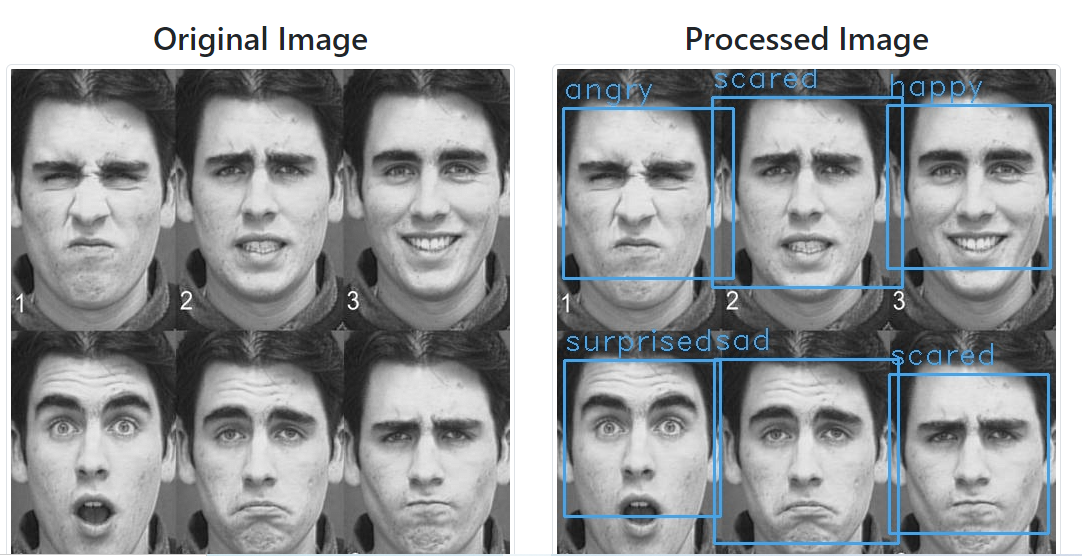 Original Image
Processed Image
angry
scared
happy
1
2
3
1
2
3
surprised
sad
scared